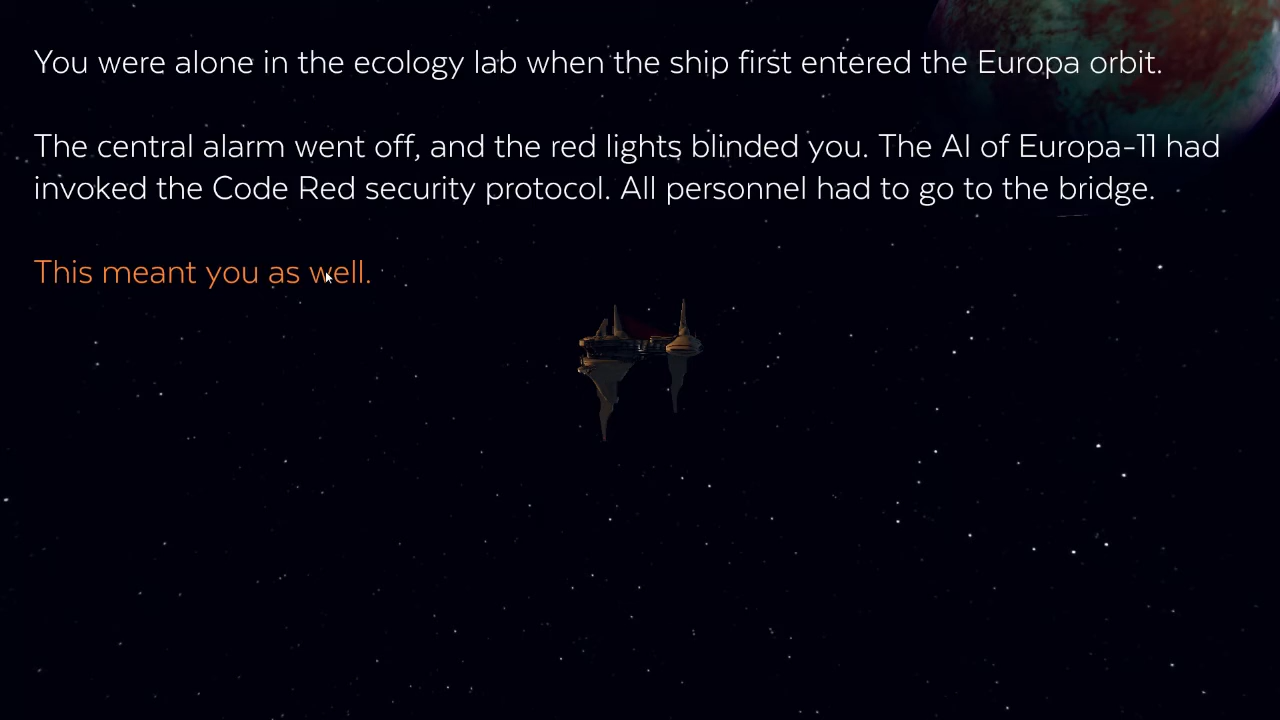 You were alone in the ecology lab when the ship first entered the Europa orbit.
The central alarm went off, and the red lights blinded you. The AI of Europa-11 had
invoked the Code Red security protocol. All personnel had to go to the bridge.
This meant you as well.